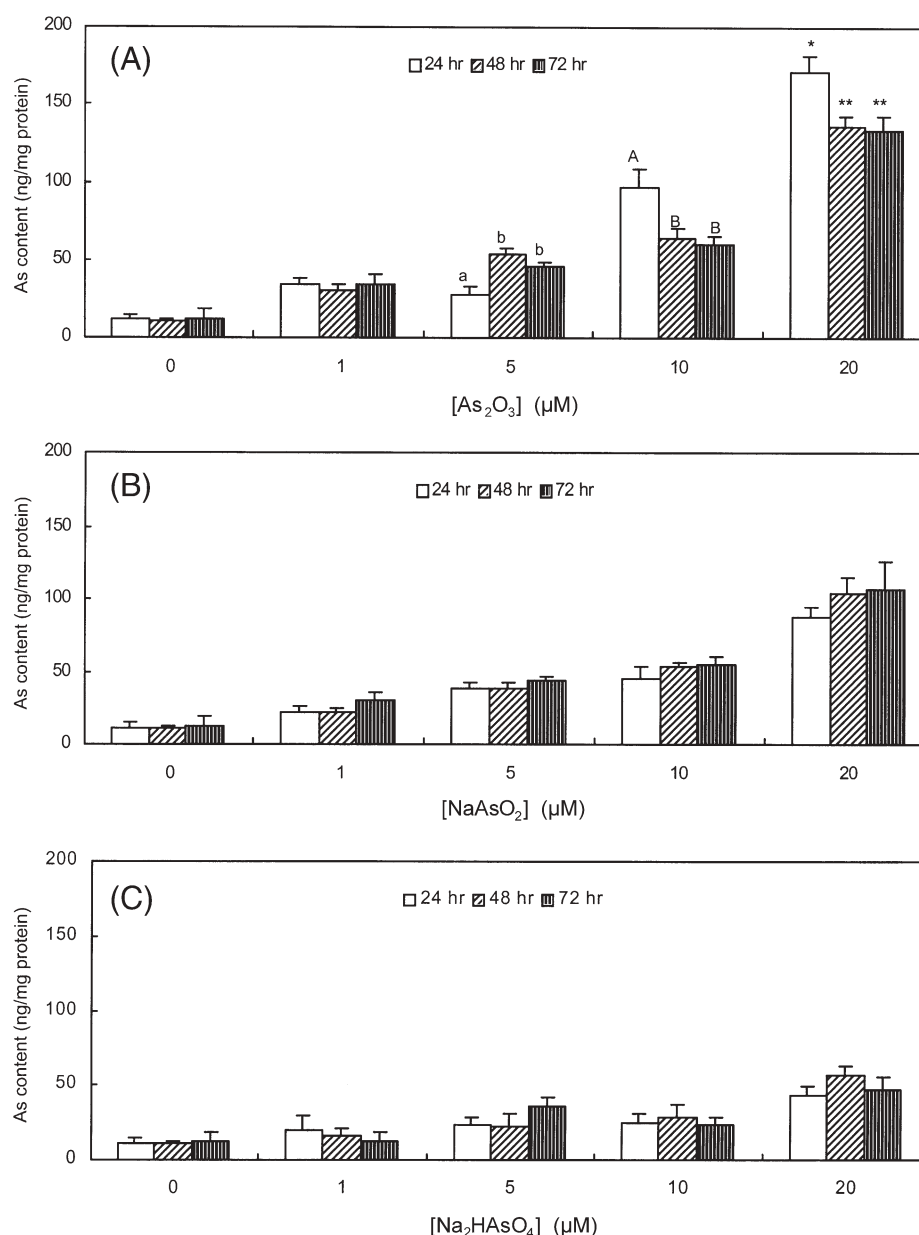 (A)
24 hr 48 hr 72 hr
As content (ng/mg protein)
200
150
100
50
0
a b b
A B B
* ** **
0 1 5 10 20
[As₂O₃] (µM)
(B)
24 hr 48 hr 72 hr
As content (ng/mg protein)
200
150
100
50
0
0 1 5 10 20
[NaAsO₂] (µM)
(C)
24 hr 48 hr 72 hr
As content (ng/mg protein)
200
150
100
50
0
0 1 5 10 20
[Na₂HAsO₄] (µM)